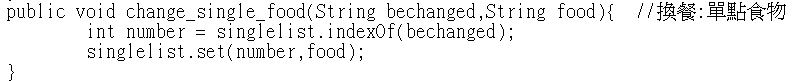 public void change_single_food(String bechanged,String food){  //換餐:單點食物
        int number = singlelist.indexOf(bechanged);
        singlelist.set(number,food);
}